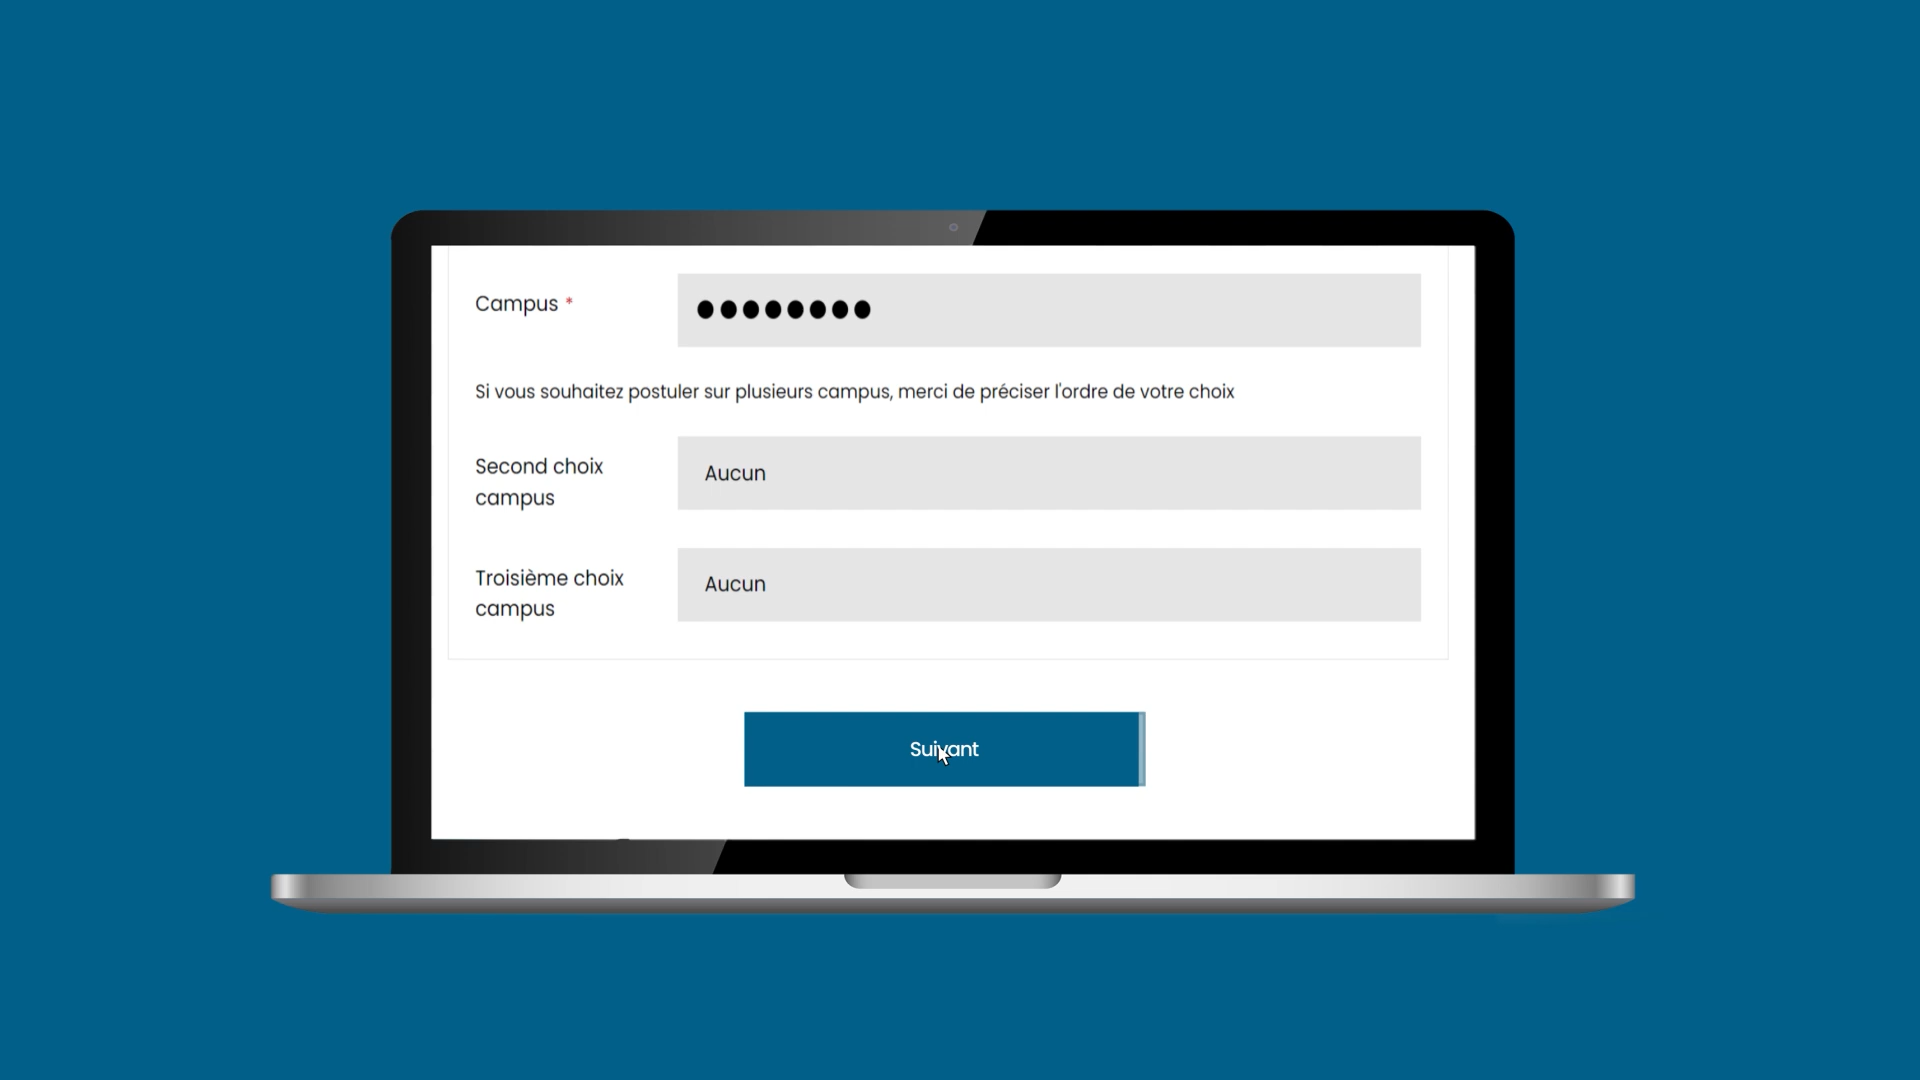 Campus *
●●●●●●●●
Si vous souhaitez postuler sur plusieurs campus, merci de préciser l'ordre de votre choix
Second choix
campus
Aucun
Troisième choix
campus
Aucun
Suivant